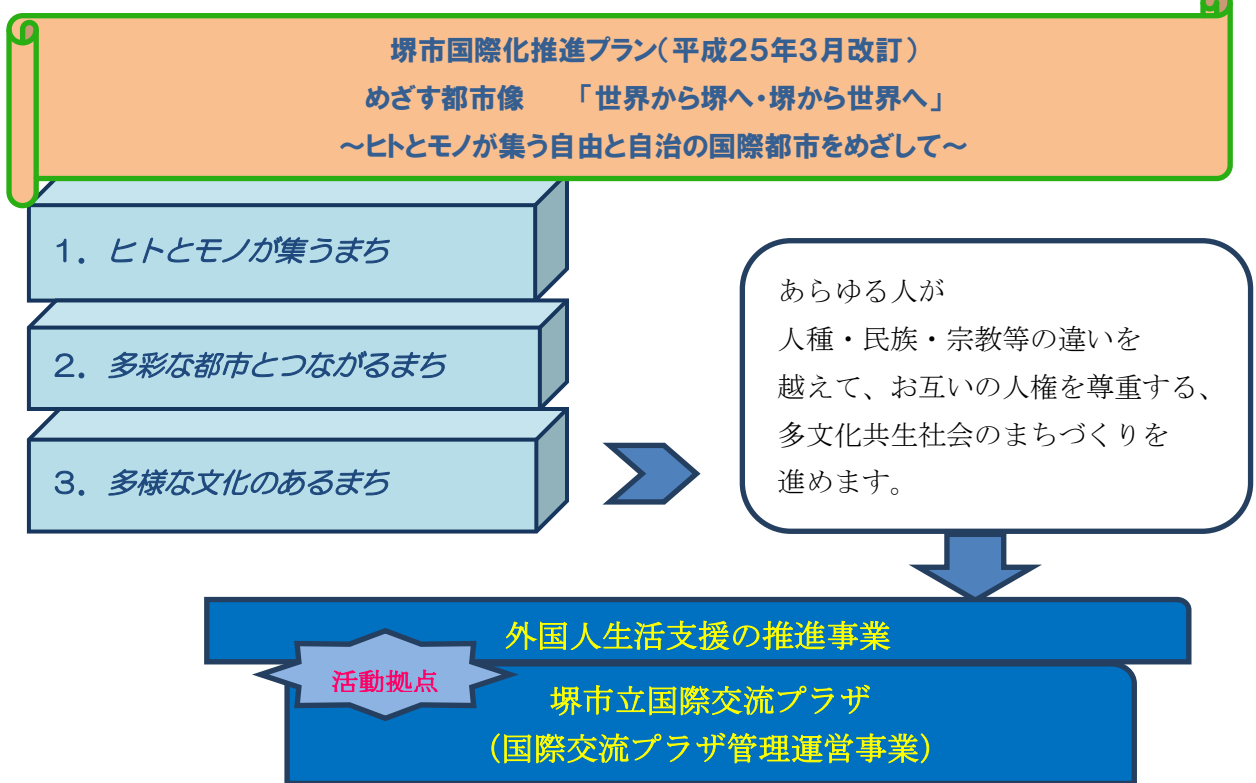 堺市国際化推進プラン(平成25年3月改訂)
めざす都市像　「世界から堺へ・堺から世界へ」
~ヒトとモノが集う自由と自治の国際都市をめざして~
1. ヒトとモノが集うまち
2. 多彩な都市とつながるまち
3. 多様な文化のあるまち
あらゆる人が
人種・民族・宗教等の違いを
越えて、お互いの人権を尊重する、
多文化共生社会のまちづくりを
進めます。
外国人生活支援の推進事業
活動拠点
堺市立国際交流プラザ
(国際交流プラザ管理運営事業)